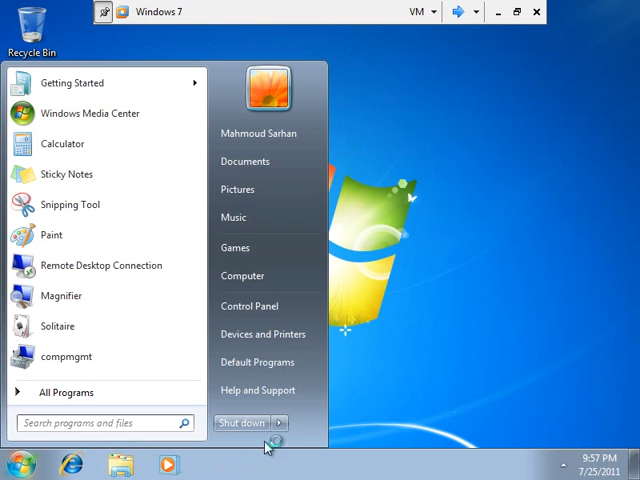 Windows 7
VM
Recycle Bin
Getting Started
Windows Media Center
Calculator
Sticky Notes
Snipping Tool
Paint
Remote Desktop Connection
Magnifier
Solitaire
compmgmt
All Programs
Search programs and files
Mahmoud Sarhan
Documents
Pictures
Music
Games
Computer
Control Panel
Devices and Printers
Default Programs
Help and Support
Shut down
9:57 PM
7/25/2011